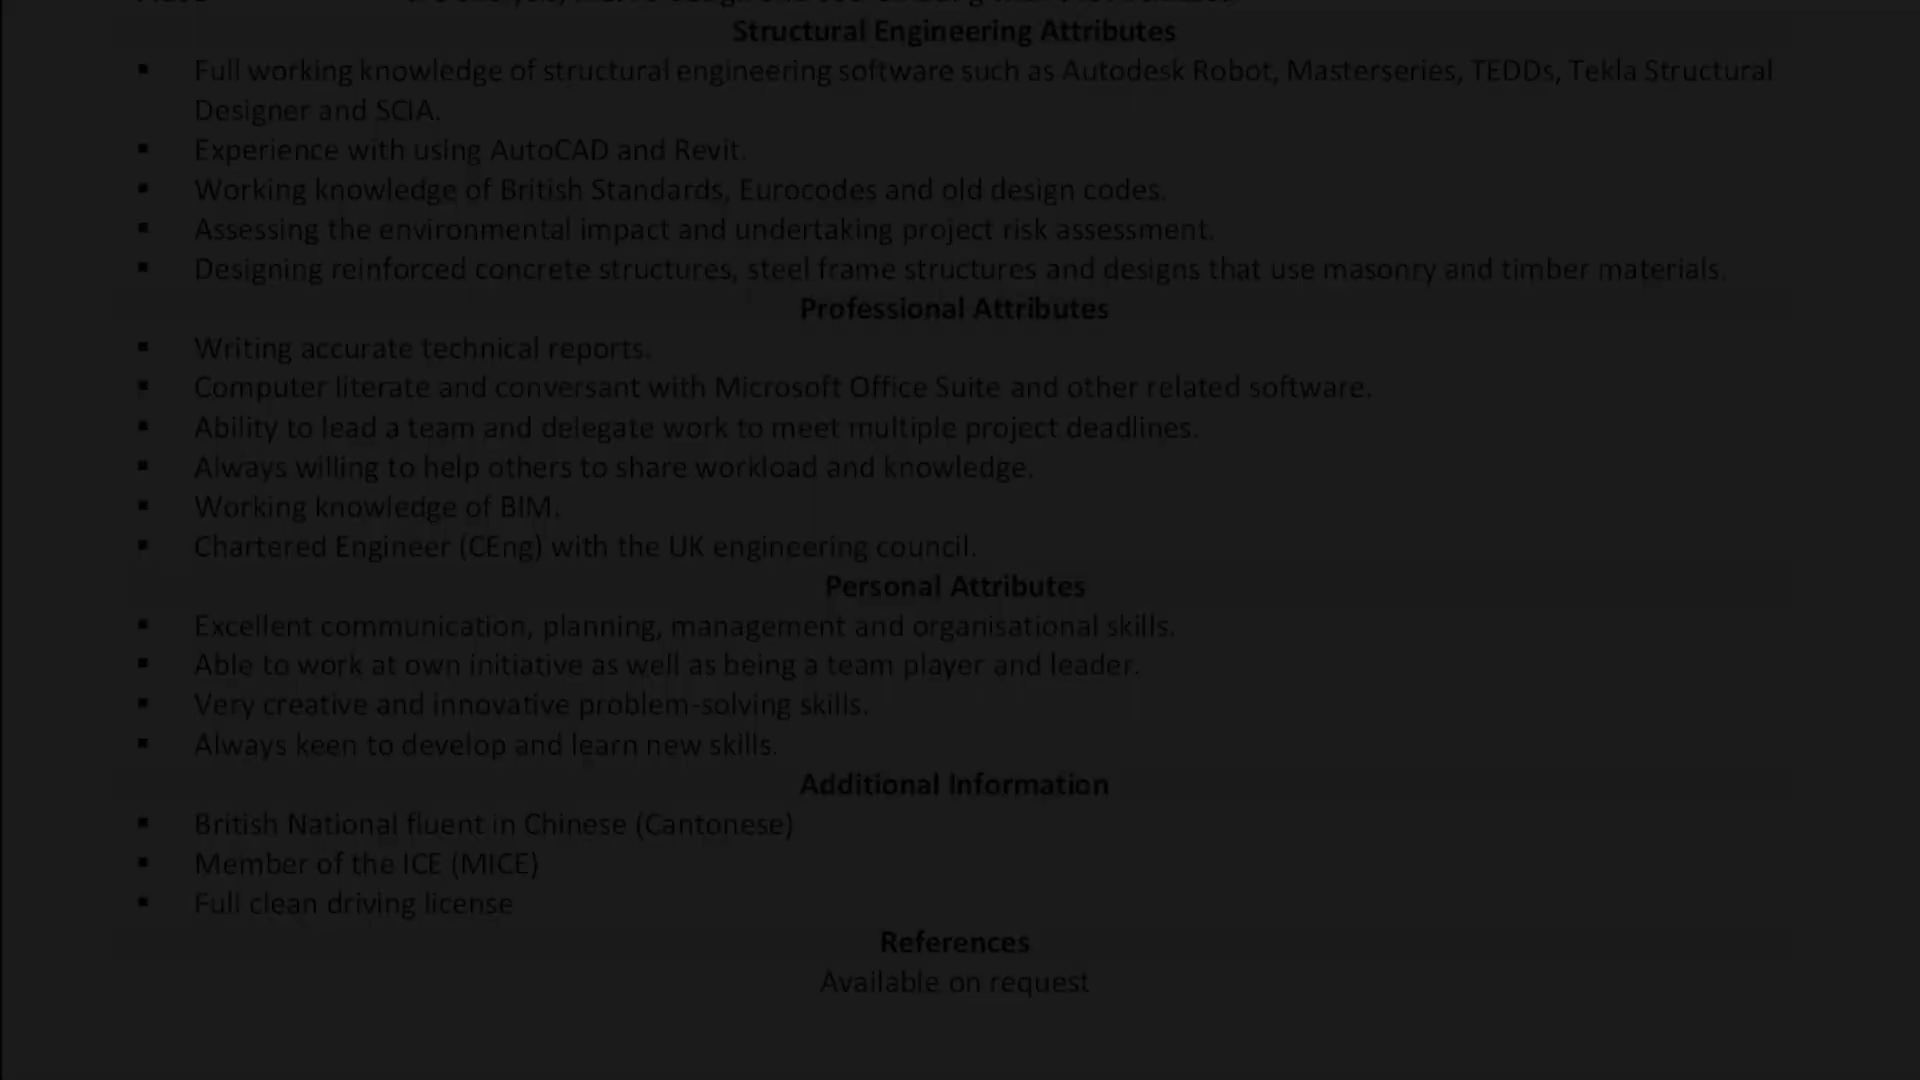 Structural Engineering Attributes
▪ Full working knowledge of structural engineering software such as Autodesk Robot, Masterseries, TEDDs, Tekla Structural
Designer and SCIA.
▪ Experience with using AutoCAD and Revit.
▪ Working knowledge of British Standards, Eurocodes and old design codes.
▪ Assessing the environmental impact and undertaking project risk assessment.
▪ Designing reinforced concrete structures, steel frame structures and designs that use masonry and timber materials.
Professional Attributes
▪ Writing accurate technical reports.
▪ Computer literate and conversant with Microsoft Office Suite and other related software.
▪ Ability to lead a team and delegate work to meet multiple project deadlines.
▪ Always willing to help others to share workload and knowledge.
▪ Working knowledge of BIM.
▪ Chartered Engineer (CEng) with the UK engineering council.
Personal Attributes
▪ Excellent communication, planning, management and organisational skills.
▪ Able to work at own initiative as well as being a team player and leader.
▪ Very creative and innovative problem-solving skills.
▪ Always keen to develop and learn new skills.
Additional Information
▪ British National fluent in Chinese (Cantonese)
▪ Member of the ICE (MICE)
▪ Full clean driving license
References
Available on request